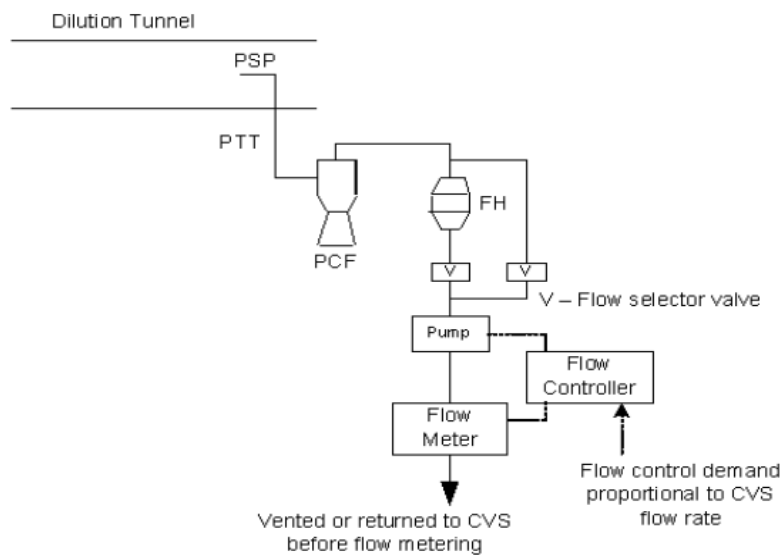 Dilution Tunnel
PSP
PTT
PCF
FH
V
V
V – Flow selector valve
Pump
Flow
Controller
Flow
Meter
Flow control demand
proportional to CVS
flow rate
Vented or returned to CVS
before flow metering